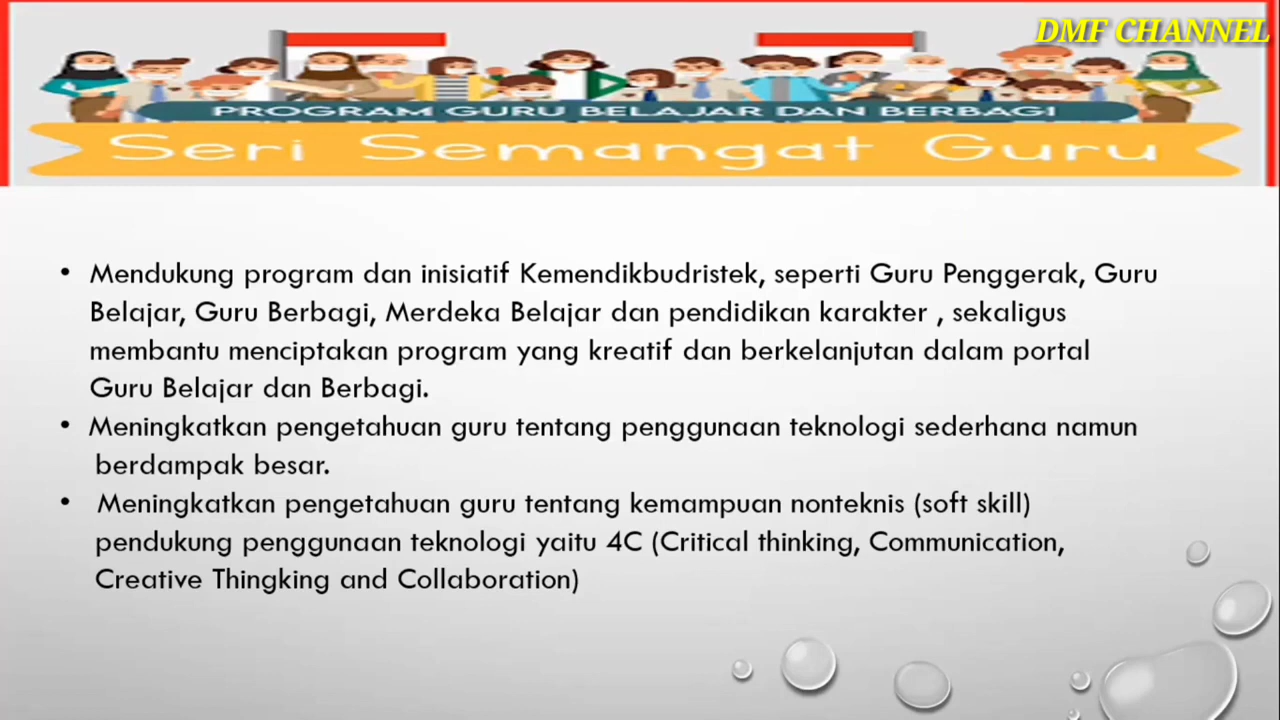 DMF CHANNEL
PROGRAM GURU BELAJAR DAN BERBAGI
Seri Semangat Guru
• Mendukung program dan inisiatif Kemendikbudristek, seperti Guru Penggerak, Guru
Belajar, Guru Berbagi, Merdeka Belajar dan pendidikan karakter , sekaligus
membantu menciptakan program yang kreatif dan berkelanjutan dalam portal
Guru Belajar dan Berbagi.
• Meningkatkan pengetahuan guru tentang penggunaan teknologi sederhana namun
berdampak besar.
• Meningkatkan pengetahuan guru tentang kemampuan nonteknis (soft skill)
pendukung penggunaan teknologi yaitu 4C (Critical thinking, Communication,
Creative Thingking and Collaboration)